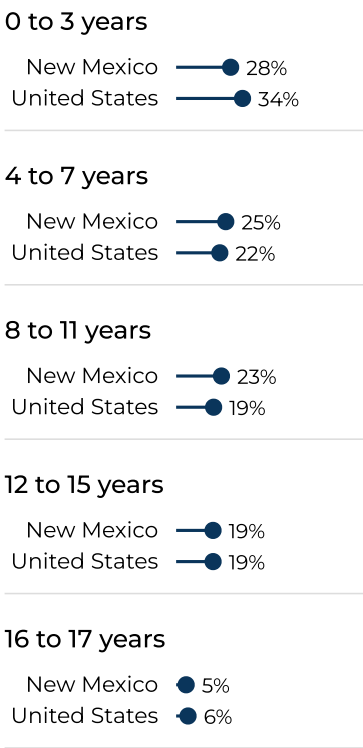 0 to 3 years
New Mexico 28%
United States 34%
4 to 7 years
New Mexico 25%
United States 22%
8 to 11 years
New Mexico 23%
United States 19%
12 to 15 years
New Mexico 19%
United States 19%
16 to 17 years
New Mexico 5%
United States 6%